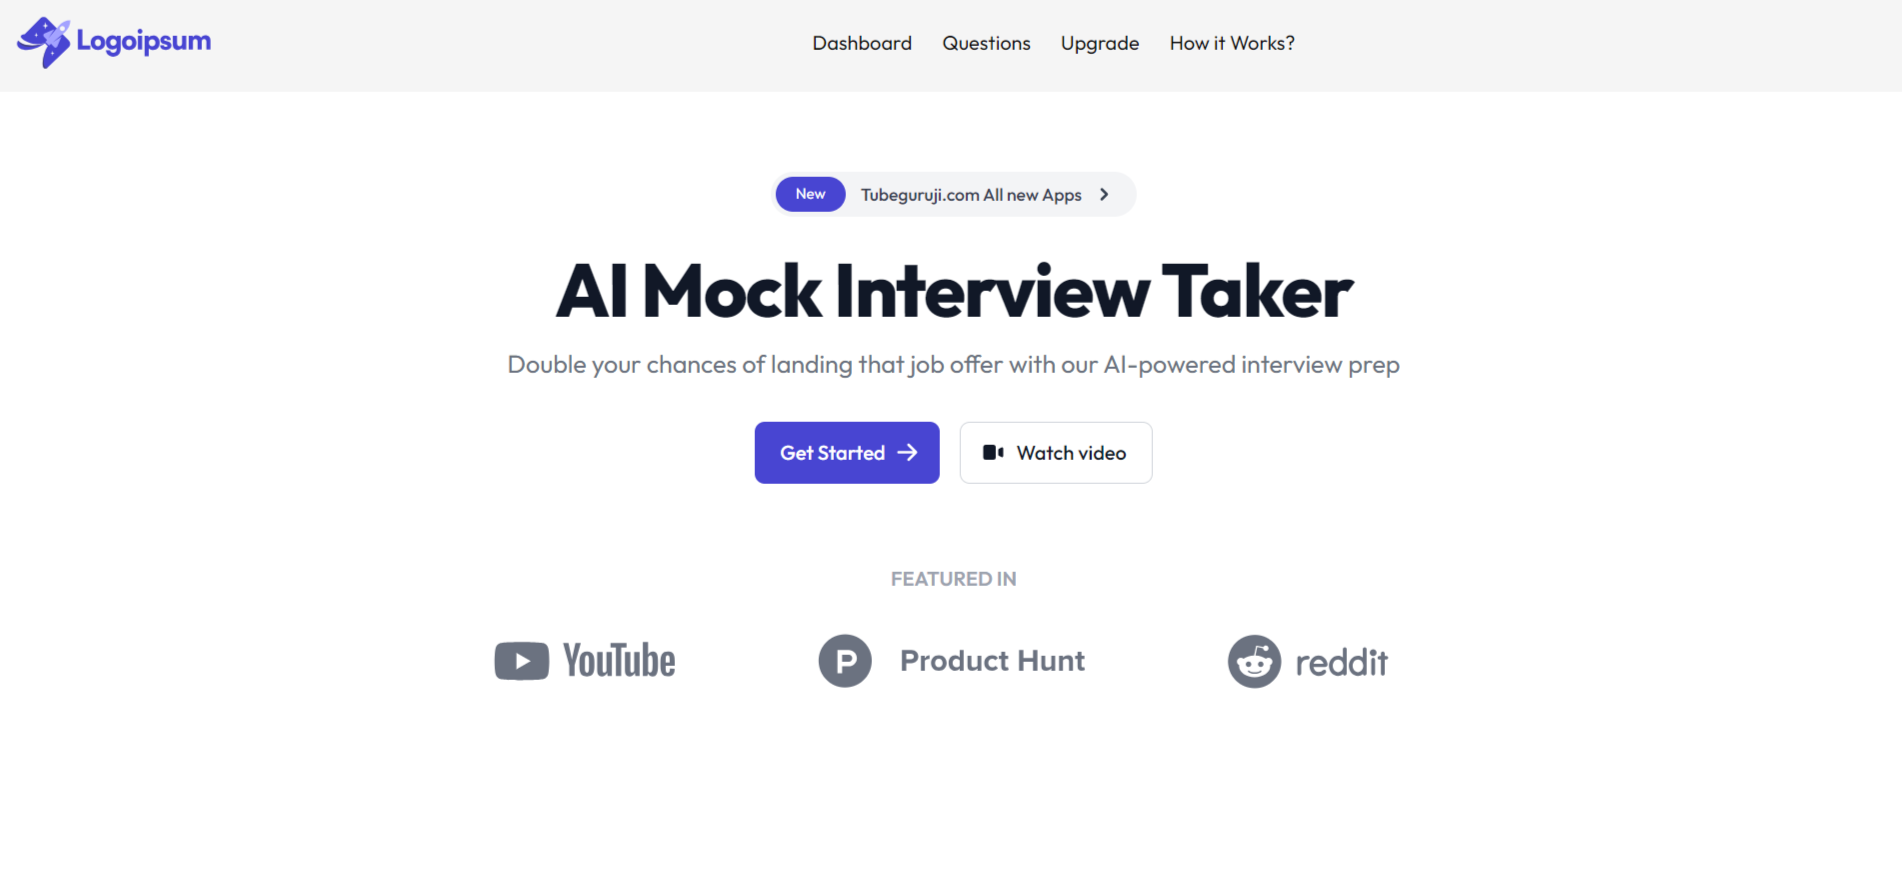 Logoipsum
Dashboard Questions Upgrade How it Works?
New Tubeguruji.com All new Apps
AI Mock Interview Taker
Double your chances of landing that job offer with our AI-powered interview prep
Get Started Watch video
FEATURED IN
YouTube P Product Hunt reddit